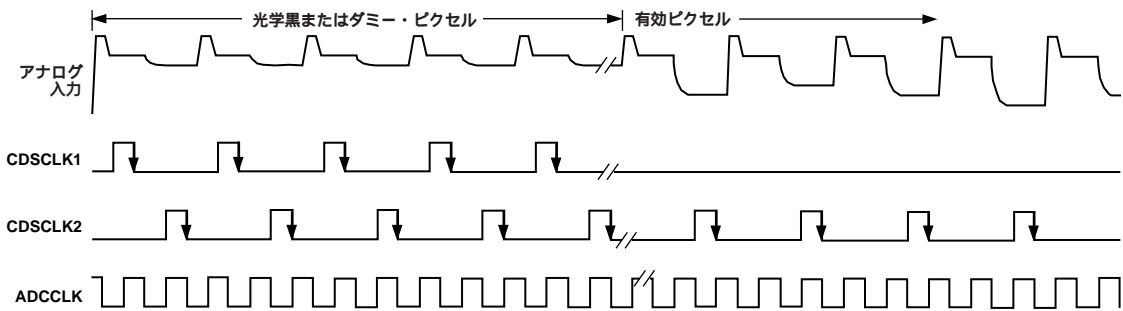 光学黒またはダミー・ピクセル
有効ピクセル
アナログ
入力
CDSCLK1
CDSCLK2
ADCCLK